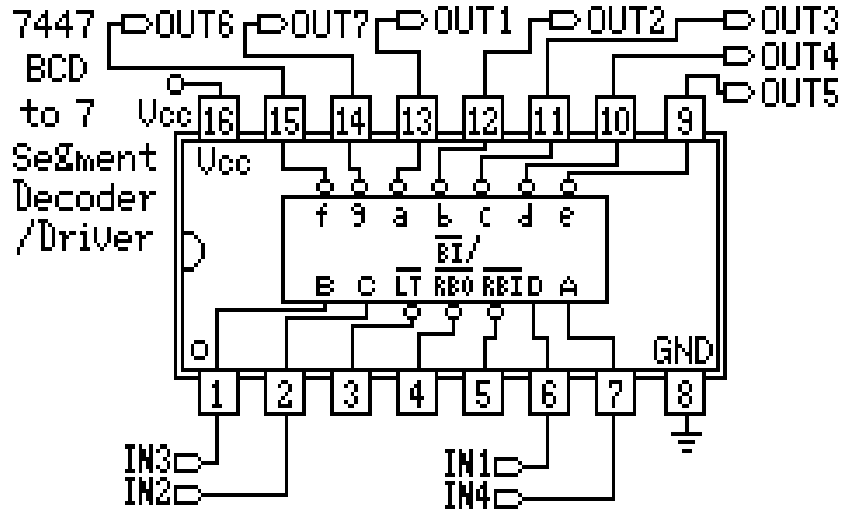 7447 OUT6 OUT7 OUT1 OUT2 OUT3
BCD OUT4
to 7 Vcc OUT5
16 15 14 13 12 11 10 9
Segment Vcc
Decoder
/Driver
f g a b c d e
BI/
B C LT RBO RBI D A
GND
1 2 3 4 5 6 7 8
IN3 IN1
IN2 IN4